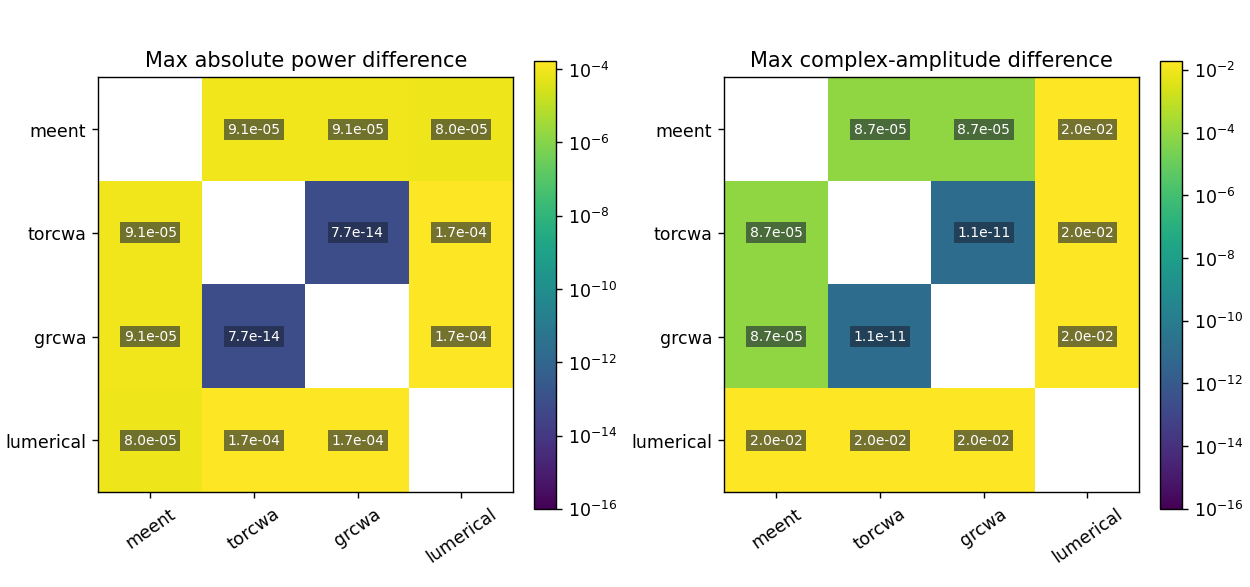 Max absolute power difference
meent
torcwa
grcwa
lumerical
9.1e-05 9.1e-05 8.0e-05
9.1e-05 7.7e-14 1.7e-04
9.1e-05 7.7e-14 1.7e-04
8.0e-05 1.7e-04 1.7e-04
meent torcwa grcwa lumerical
10⁻⁴
10⁻⁶
10⁻⁸
10⁻¹⁰
10⁻¹²
10⁻¹⁴
10⁻¹⁶
Max complex-amplitude difference
meent
torcwa
grcwa
lumerical
8.7e-05 8.7e-05 2.0e-02
8.7e-05 1.1e-11 2.0e-02
8.7e-05 1.1e-11 2.0e-02
2.0e-02 2.0e-02 2.0e-02
meent torcwa grcwa lumerical
10⁻²
10⁻⁴
10⁻⁶
10⁻⁸
10⁻¹⁰
10⁻¹²
10⁻¹⁴
10⁻¹⁶